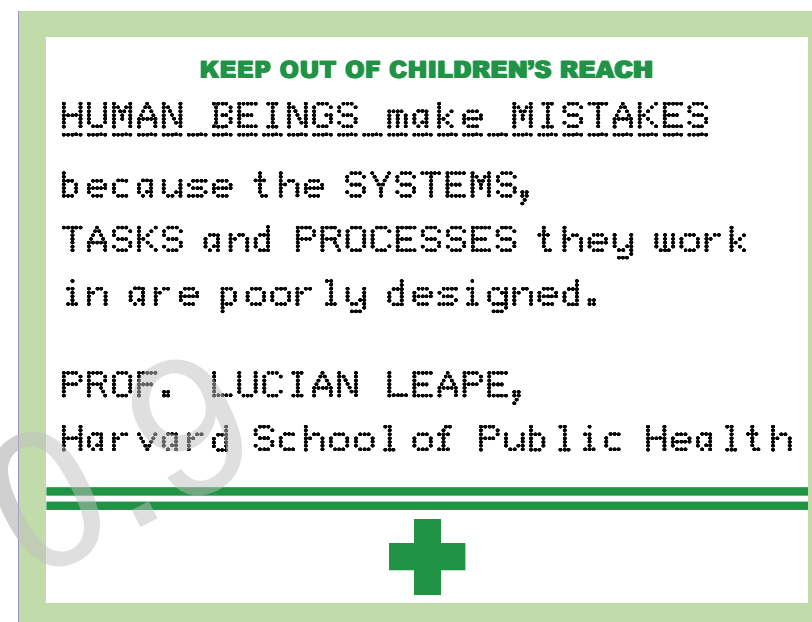 KEEP OUT OF CHILDREN'S REACH
HUMAN BEINGS make MISTAKES
because the SYSTEMS,
TASKS and PROCESSES they work
in are poorly designed.
PROF. LUCIAN LEAPE,
Harvard School of Public Health
0.9